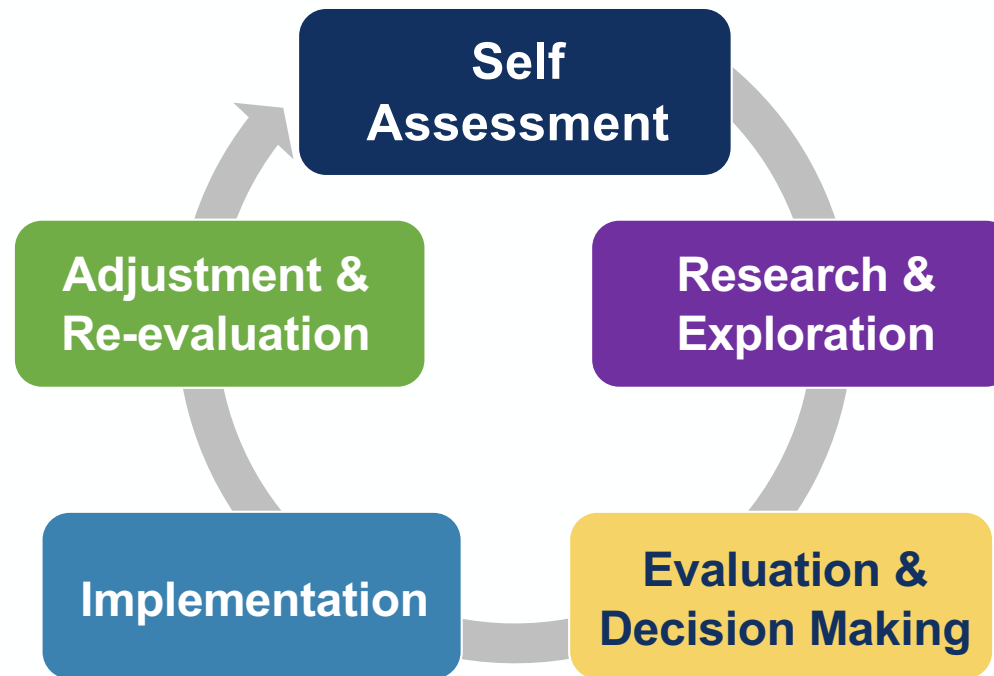 Self
Assessment
Research &
Exploration
Evaluation &
Decision Making
Implementation
Adjustment &
Re-evaluation